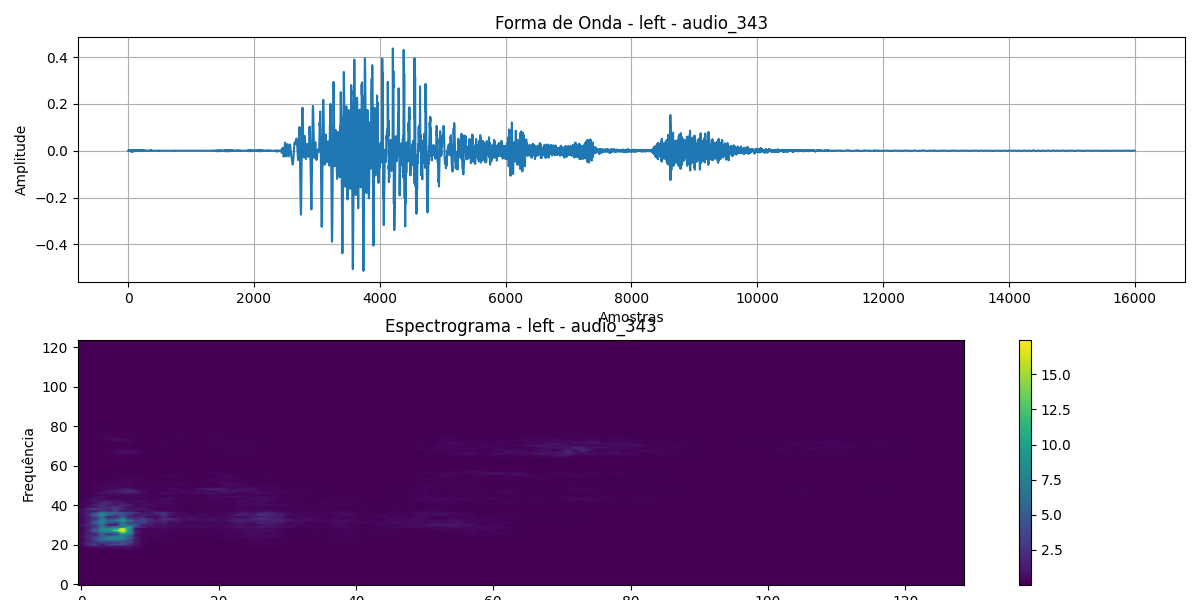 Forma de Onda - left - audio_343
Amplitude
0.4
0.2
0.0
−0.2
−0.4
0 2000 4000 6000 8000 10000 12000 14000 16000
Amostras
Espectrograma - left - audio_343
Frequência
120
100
80
60
40
20
0
0 20 40 60 80 100 120
15.0
12.5
10.0
7.5
5.0
2.5